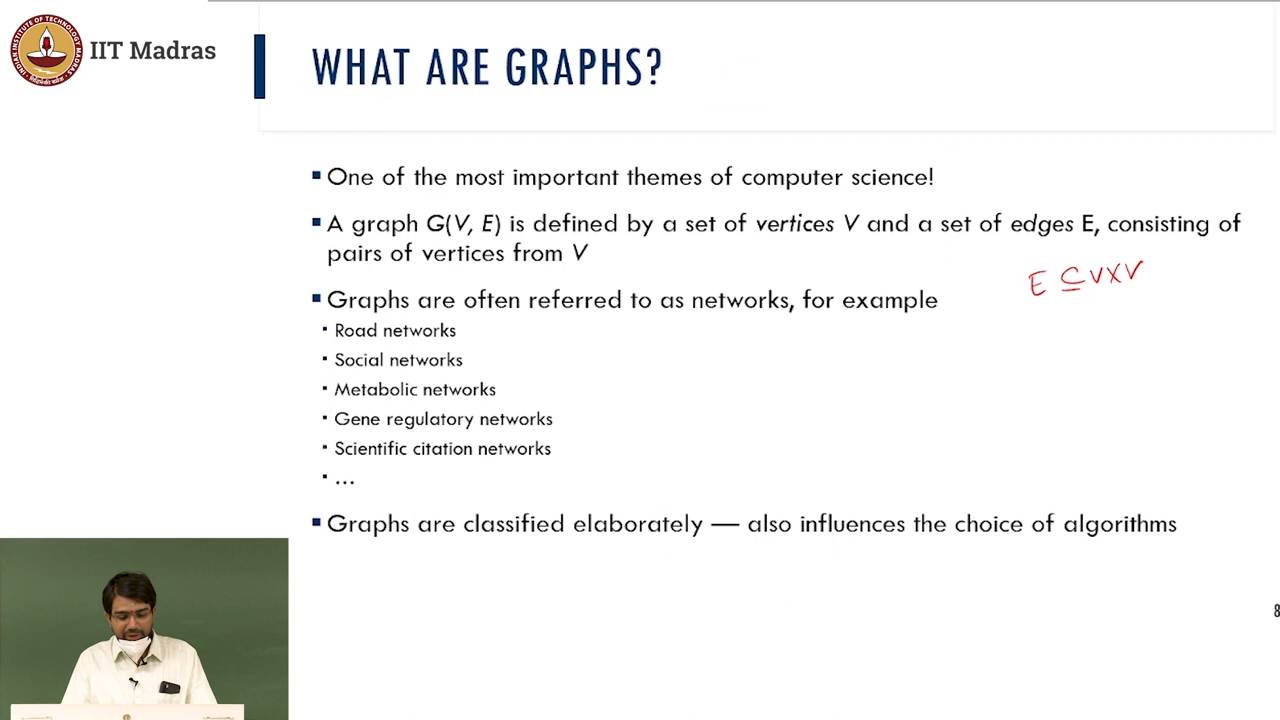 IIT Madras
WHAT ARE GRAPHS?
▪ One of the most important themes of computer science!
▪ A graph G(V, E) is defined by a set of vertices V and a set of edges E, consisting of
pairs of vertices from V
E ⊆ V X V
▪ Graphs are often referred to as networks, for example
▪ Road networks
▪ Social networks
▪ Metabolic networks
▪ Gene regulatory networks
▪ Scientific citation networks
▪ ...
▪ Graphs are classified elaborately — also influences the choice of algorithms
8